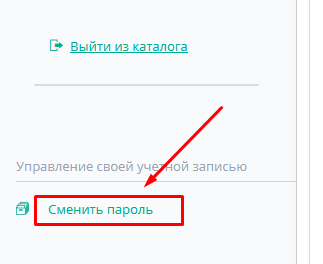 Выйти из каталога
Управление своей учетной записью
Сменить пароль